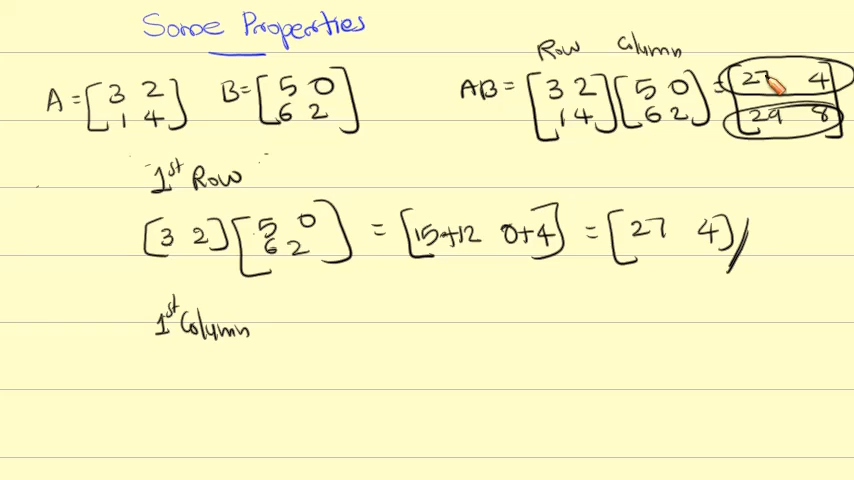 Some Properties
Row Column
A = [3 2 B = [5 0 AB = [3 2] [5 0] = [27 4]
1 4] 6 2] [1 4] [6 2] [29 8]
1st Row
[3 2] [5 0 = [15+12 0+4] = [27 4]
6 2]
1st Column